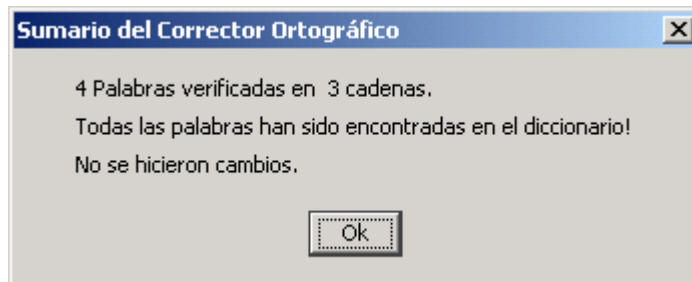 Sumario del Corrector Ortográfico
4 Palabras verificadas en 3 cadenas.
Todas las palabras han sido encontradas en el diccionario!
No se hicieron cambios.
Ok